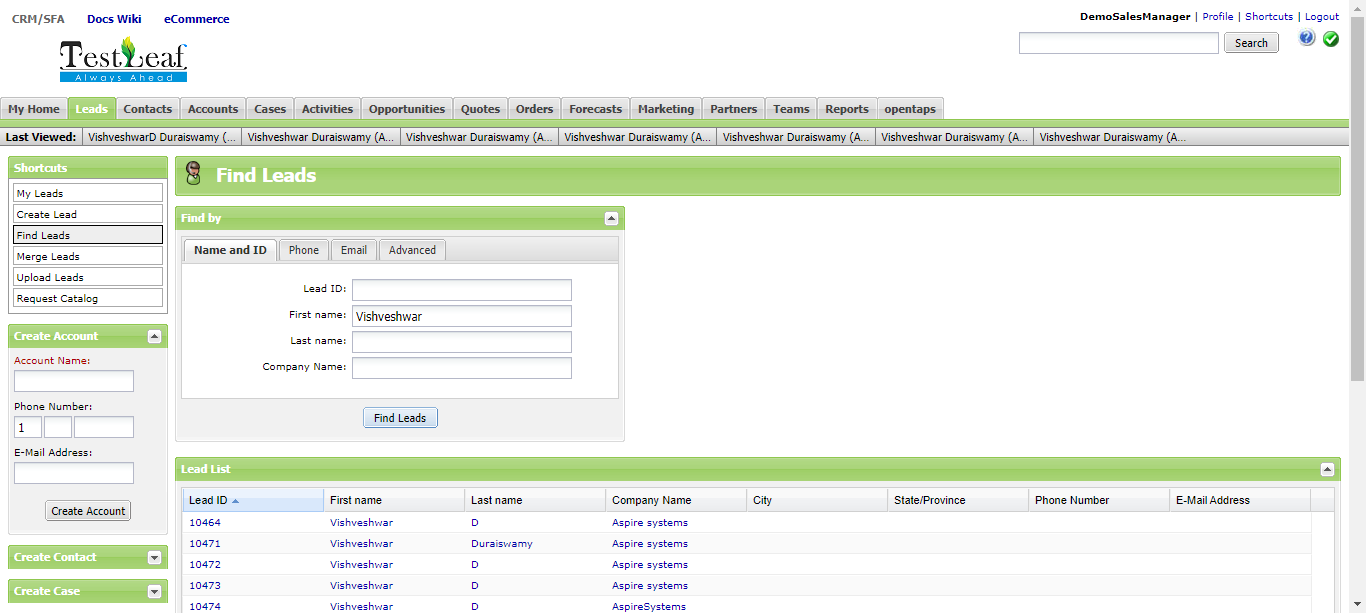 CRM/SFA Docs Wiki eCommerce
DemoSalesManager | Profile | Shortcuts | Logout
TestLeaf
Always Ahead
Search
My Home Leads Contacts Accounts Cases Activities Opportunities Quotes Orders Forecasts Marketing Partners Teams Reports opentaps
Last Viewed: VishveshwarD Duraiswamy (... Vishveshwar Duraiswamy (A... Vishveshwar Duraiswamy (A... Vishveshwar Duraiswamy (A... Vishveshwar Duraiswamy (A... Vishveshwar Duraiswamy (A... Vishveshwar Duraiswamy (A...
Shortcuts
My Leads
Create Lead
Find Leads
Merge Leads
Upload Leads
Request Catalog
Create Account
Account Name:
Phone Number:
1
E-Mail Address:
Create Account
Create Contact
Create Case
Find Leads
Find by
Name and ID Phone Email Advanced
Lead ID:
First name: Vishveshwar
Last name:
Company Name:
Find Leads
Lead List
Lead ID First name Last name Company Name City State/Province Phone Number E-Mail Address
10464 Vishveshwar D Aspire systems
10471 Vishveshwar Duraiswamy Aspire systems
10472 Vishveshwar D Aspire systems
10473 Vishveshwar D Aspire systems
10474 Vishveshwar D AspireSystems